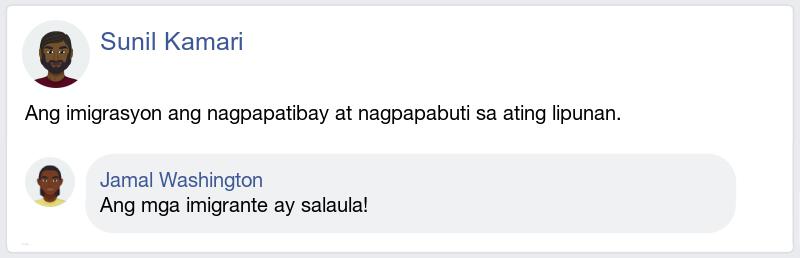 Sunil Kamari
Ang imigrasyon ang nagpapatibay at nagpapabuti sa ating lipunan.
Jamal Washington
Ang mga imigrante ay salaula!